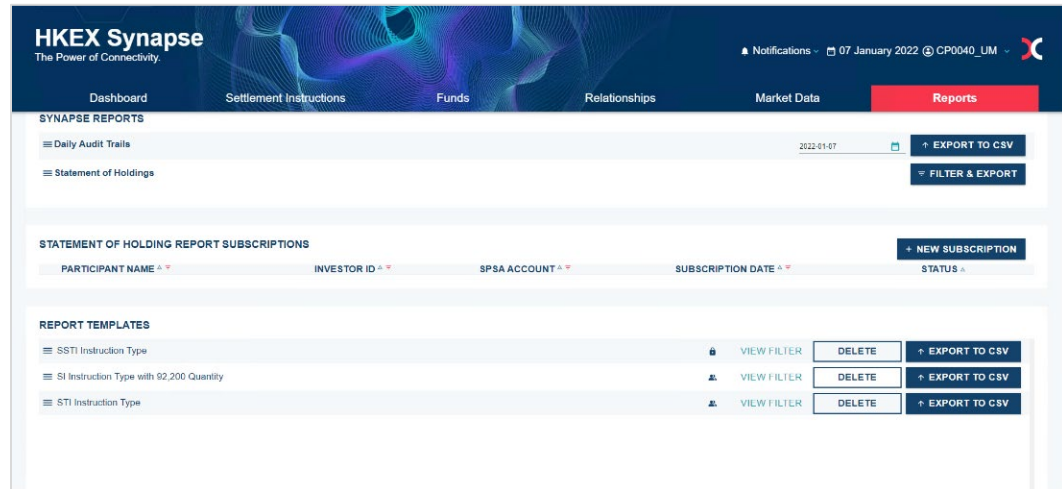 HKEX Synapse
The Power of Connectivity.
Notifications 07 January 2022 CP0040_UM
Dashboard Settlement Instructions Funds Relationships Market Data Reports
SYNAPSE REPORTS
Daily Audit Trails 2022-01-07 EXPORT TO CSV
Statement of Holdings FILTER & EXPORT
STATEMENT OF HOLDING REPORT SUBSCRIPTIONS + NEW SUBSCRIPTION
PARTICIPANT NAME INVESTOR ID SPSA ACCOUNT SUBSCRIPTION DATE STATUS
REPORT TEMPLATES
SSTI Instruction Type VIEW FILTER DELETE EXPORT TO CSV
SI Instruction Type with 92,200 Quantity VIEW FILTER DELETE EXPORT TO CSV
STI Instruction Type VIEW FILTER DELETE EXPORT TO CSV